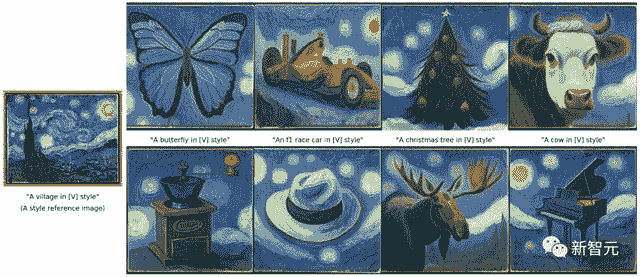 "A butterfly in [V] style"
"An f1 race car in [V] style"
"A christmas tree in [V] style"
"A cow in [V] style"
"A village in [V] style"
(A style reference image)
新智元